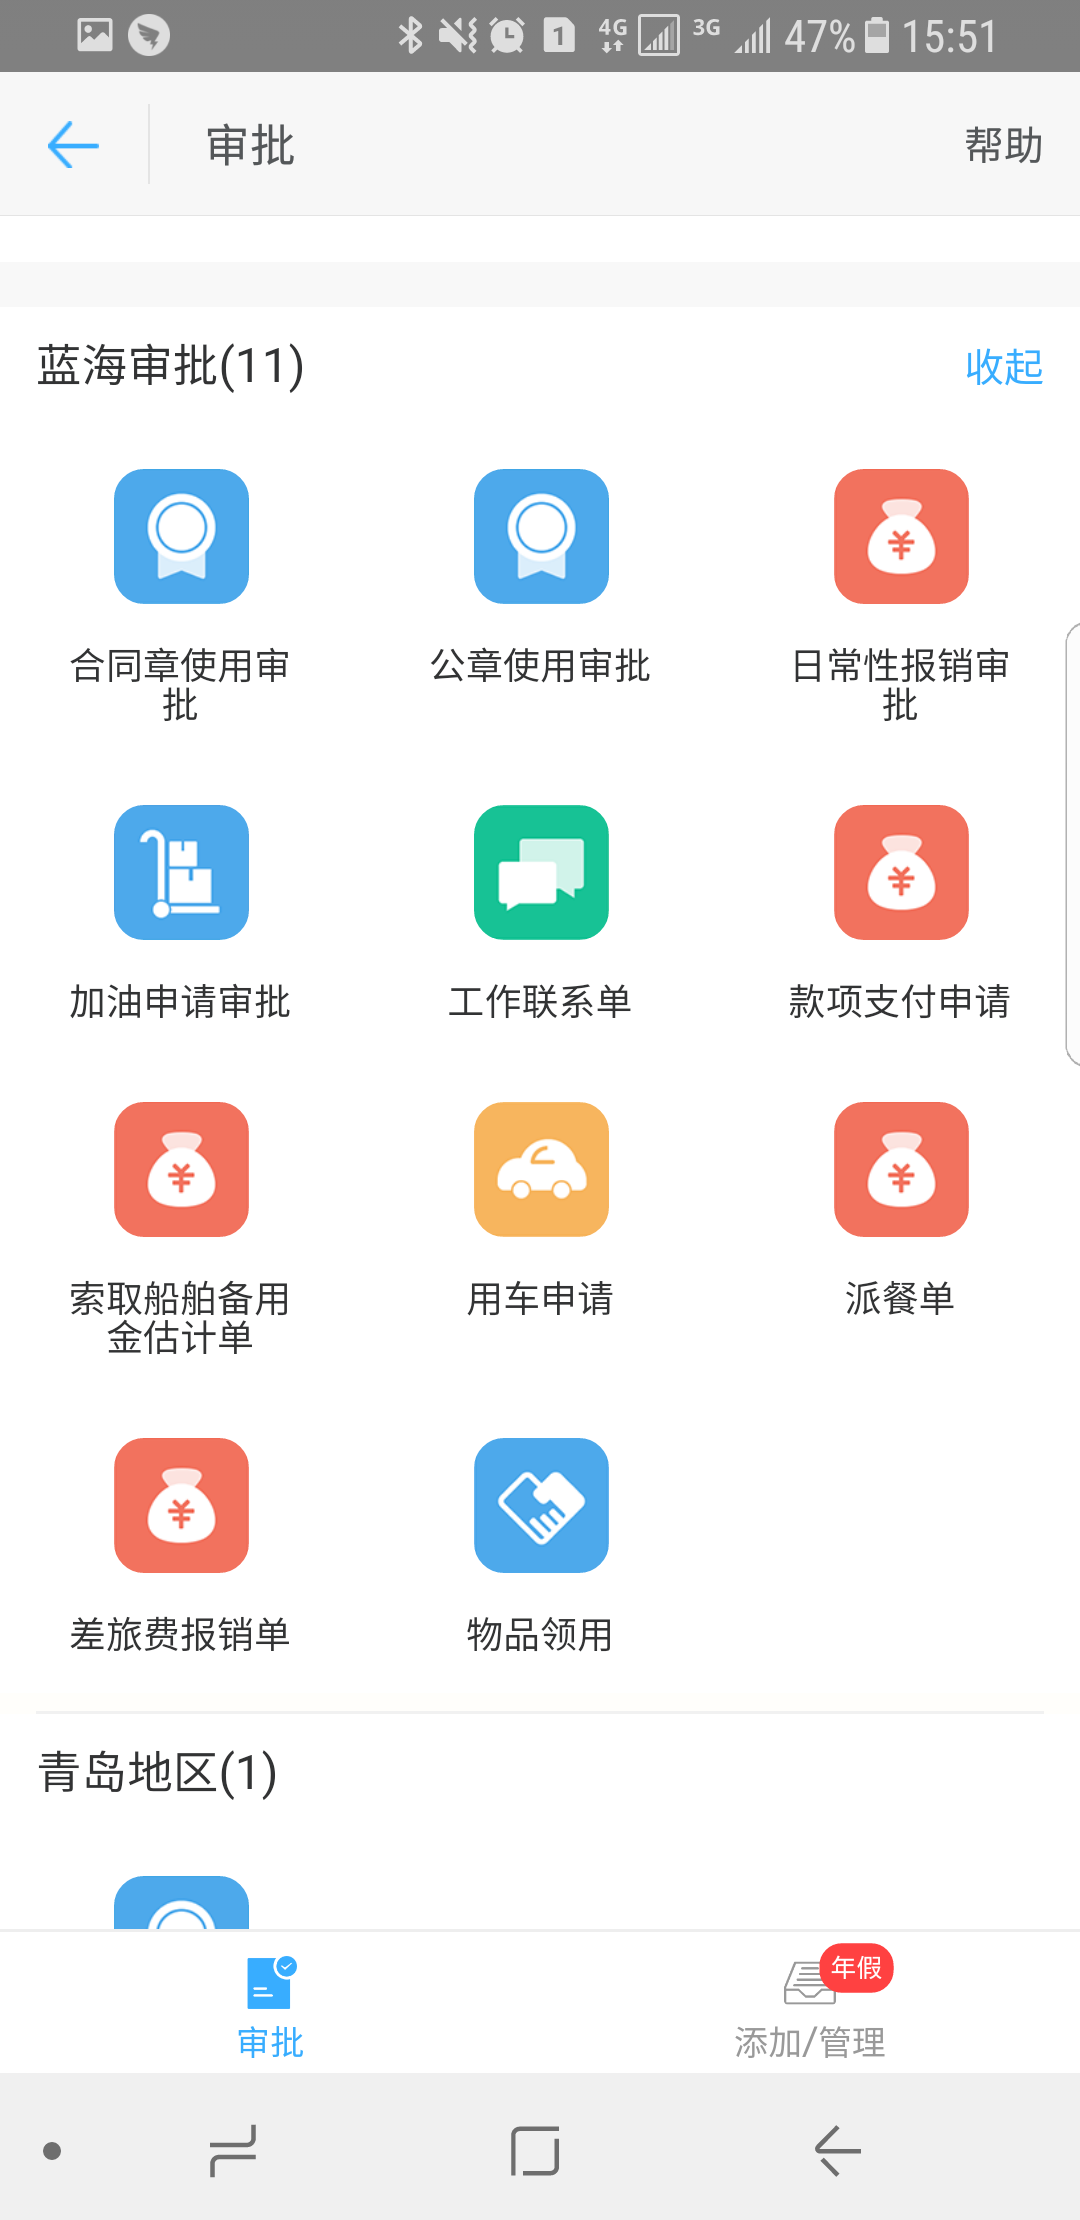 1 4G 3G 47% 15:51
审批 帮助
蓝海审批(11) 收起
合同章使用审
批
公章使用审批
日常性报销审
批
加油申请审批
工作联系单
款项支付申请
索取船舶备用
金估计单
用车申请
派餐单
差旅费报销单
物品领用
青岛地区(1)
审批
年假
添加/管理